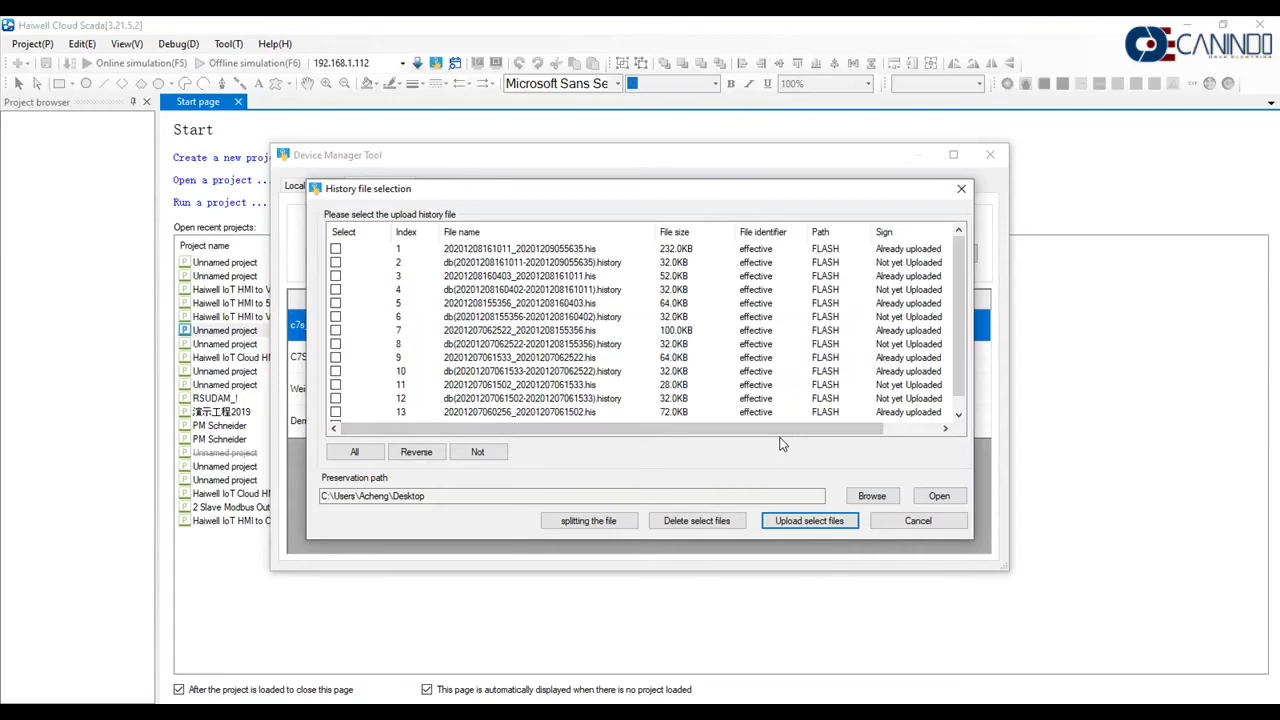 Haiwell Cloud Scada[3.21.5.2]
CANINDO
Project(P) Edit(E) View(V) Debug(D) Tool(T) Help(H)
Online simulation(F5) Offline simulation(F6) 192.168.1.112
Microsoft Sans Se B I U 100%
Project browser
Start page
Start
Create a new proj
Open a project ...
Run a project ...
Open recent projects:
Project name
Unnamed project
Unnamed project
Haiwell IoT HMI to V
Haiwell IoT HMI to 5
Haiwell IoT HMI to V
Unnamed project
Unnamed project
Haiwell IoT Cloud HM
Unnamed project
Unnamed project
RSUDAM_!
演示工程2019
PM Schneider
PM Schneider
Unnamed project
Unnamed project
Unnamed project
Haiwell IoT Cloud HM
2 Slave Modbus Out
Haiwell IoT HMI to C
After the project is loaded to close this page
This page is automatically displayed when there is no project loaded
Device Manager Tool
Local
c7s_
C7S
Wei
Dem
History file selection
Please select the upload history file
Select Index File name File size File identifier Path Sign
1 20201208161011_20201209055635.his 232.0KB effective FLASH Already uploaded
2 db(20201208161011-20201209055635).history 32.0KB effective FLASH Not yet Uploaded
3 20201208160403_20201208161011.his 52.0KB effective FLASH Already uploaded
4 db(20201208160402-20201208161011).history 32.0KB effective FLASH Not yet Uploaded
5 20201208155356_20201208160403.his 64.0KB effective FLASH Already uploaded
6 db(20201208155356-20201208160402).history 32.0KB effective FLASH Not yet Uploaded
7 20201207062522_20201208155356.his 100.0KB effective FLASH Already uploaded
8 db(20201207062522-20201208155356).history 32.0KB effective FLASH Not yet Uploaded
9 20201207061533_20201207062522.his 64.0KB effective FLASH Already uploaded
10 db(20201207061533-20201207062522).history 32.0KB effective FLASH Not yet Uploaded
11 20201207061502_20201207061533.his 28.0KB effective FLASH Not yet Uploaded
12 db(20201207061502-20201207061533).history 32.0KB effective FLASH Not yet Uploaded
13 20201207060256_20201207061502.his 72.0KB effective FLASH Already uploaded
All Reverse Not
Preservation path
C:\Users\Acheng\Desktop Browse Open
splitting the file Delete select files Upload select files Cancel